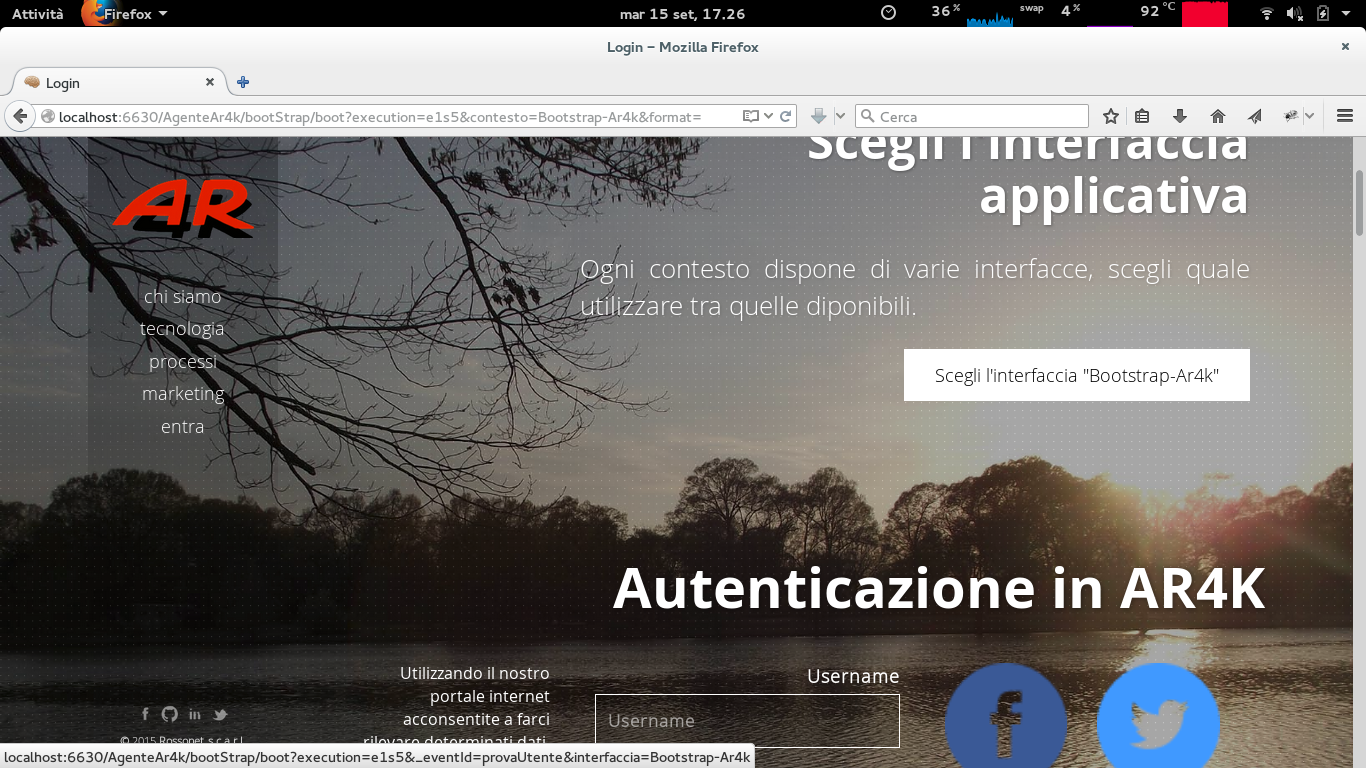 Attività
Firefox
mar 15 set, 17.26
36 %
swap
4 %
92 °C
Login – Mozilla Firefox
Login
localhost:6630/AgenteAr4k/bootStrap/boot?execution=e1s5&contesto=Bootstrap-Ar4k&format=
Cerca
AR
chi siamo
tecnologia
processi
marketing
entra
Scegli l'interfaccia
applicativa
Ogni contesto dispone di varie interfacce, scegli quale
utilizzare tra quelle diponibili.
Scegli l'interfaccia "Bootstrap-Ar4k"
Autenticazione in AR4K
Utilizzando il nostro
portale internet
acconsentite a farci
rilevare determinati dati.
Username
Username
© 2015 Rossonet s.c.a r.l.
localhost:6630/AgenteAr4k/bootStrap/boot?execution=e1s5&_eventId=provaUtente&interfaccia=Bootstrap-Ar4k